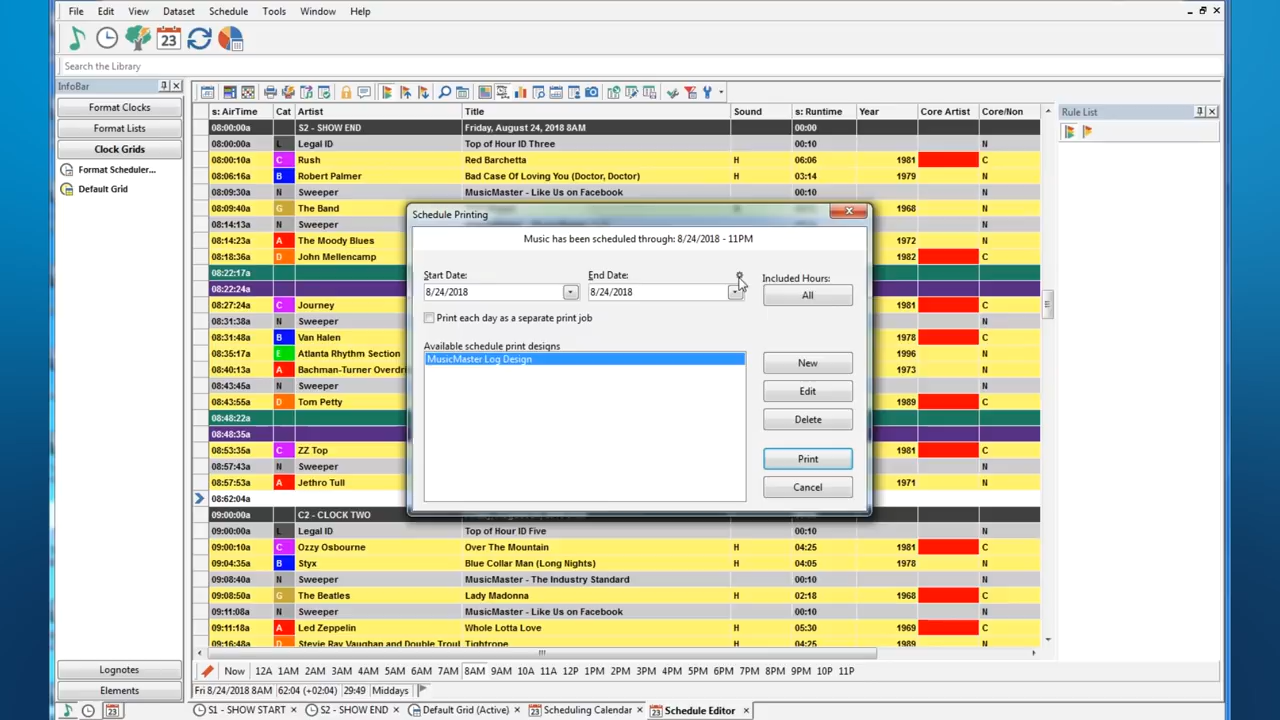 File Edit View Dataset Schedule Tools Window Help
23
Search the Library
InfoBar
Format Clocks
Format Lists
Clock Grids
Format Scheduler...
Default Grid
Lognotes
Elements
s: AirTime Cat Artist Title Sound s: Runtime Year Core Artist Core/Non
08:00:00a S2 - SHOW END Friday, August 24, 2018 8AM 00:00
08:00:00a L Legal ID Top of Hour ID Three 00:10 N
08:00:10a C Rush Red Barchetta H 06:06 1981 C
08:06:16a B Robert Palmer Bad Case Of Loving You (Doctor, Doctor) H 03:14 1979 N
08:09:30a N Sweeper MusicMaster - Like Us on Facebook 00:10 N
08:09:40a G The Band 1968 C
08:14:13a N Sweeper N
08:14:23a A The Moody Blues 1972 C
08:18:36a D John Mellencamp 1982 C
08:22:17a
08:22:24a
08:27:24a C Journey 1981 C
08:31:38a N Sweeper N
08:31:48a B Van Halen 1978 C
08:35:17a E Atlanta Rhythm Section 1996 C
08:40:13a A Bachman-Turner Overdri 1973 C
08:43:45a N Sweeper N
08:43:55a D Tom Petty 1989 C
08:48:22a
08:48:35a
08:53:35a C ZZ Top 1981 C
08:57:43a N Sweeper N
08:57:53a A Jethro Tull 1971 C
08:62:04a
09:00:00a C2 - CLOCK TWO
09:00:00a L Legal ID Top of Hour ID Five 00:10 N
09:00:10a C Ozzy Osbourne Over The Mountain H 04:25 1981 C
09:04:35a B Styx Blue Collar Man (Long Nights) H 04:05 1978 C
09:08:40a N Sweeper MusicMaster - The Industry Standard 00:10 N
09:08:50a G The Beatles Lady Madonna H 02:18 1968 C
09:11:08a N Sweeper MusicMaster - Like Us on Facebook 00:10 N
09:11:18a A Led Zeppelin Whole Lotta Love H 05:30 1969 C
09:16:48a D Stevie Ray Vaughan and Double Troul Tightrope H 04:25 1989 N
Rule List
Schedule Printing
Music has been scheduled through: 8/24/2018 - 11PM
Start Date: End Date: Included Hours:
8/24/2018 8/24/2018 All
Print each day as a separate print job
Available schedule print designs
MusicMaster Log Design
New
Edit
Delete
Print
Cancel
Now 12A 1AM 2AM 3AM 4AM 5AM 6AM 7AM 8AM 9AM 10A 11A 12P 1PM 2PM 3PM 4PM 5PM 6PM 7PM 8PM 9PM 10P 11P
Fri 8/24/2018 8AM 62:04 (+02:04) 29:49 Middays
23 S1 - SHOW START S2 - SHOW END Default Grid (Active) Scheduling Calendar Schedule Editor